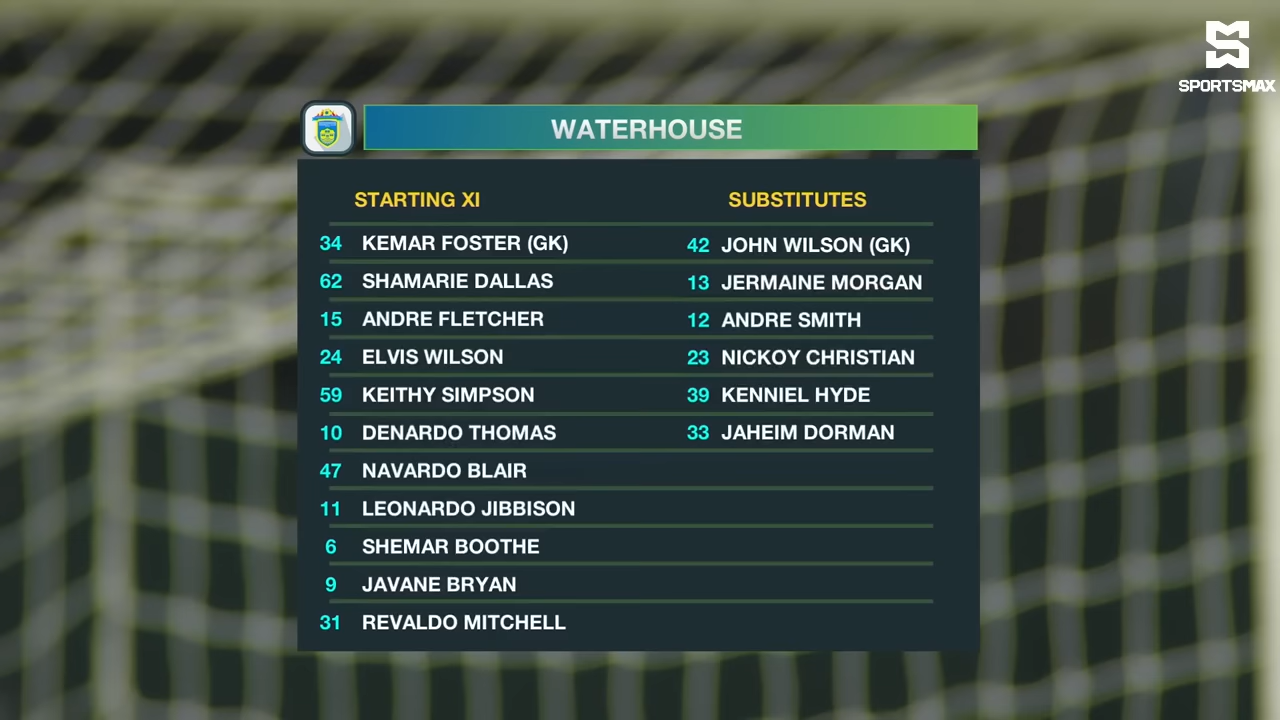 SPORTSMAX
WATERHOUSE
STARTING XI
34 KEMAR FOSTER (GK)
62 SHAMARIE DALLAS
15 ANDRE FLETCHER
24 ELVIS WILSON
59 KEITHY SIMPSON
10 DENARDO THOMAS
47 NAVARDO BLAIR
11 LEONARDO JIBBISON
6 SHEMAR BOOTHE
9 JAVANE BRYAN
31 REVALDO MITCHELL
SUBSTITUTES
42 JOHN WILSON (GK)
13 JERMAINE MORGAN
12 ANDRE SMITH
23 NICKOY CHRISTIAN
39 KENNIEL HYDE
33 JAHEIM DORMAN